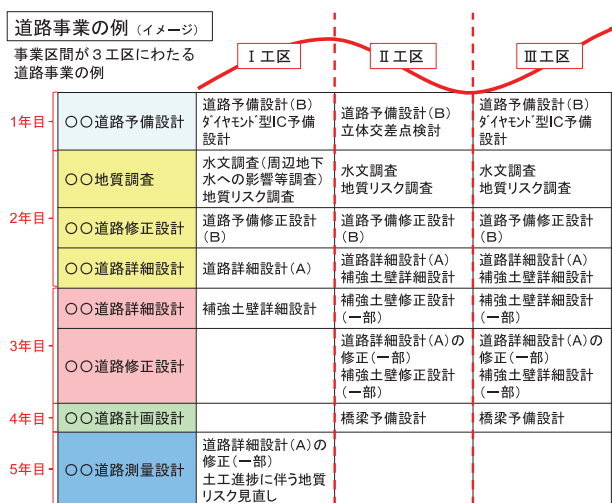 道路事業の例（イメージ）
事業区間が３工区にわたる
道路事業の例
Ⅰ工区
Ⅱ工区
Ⅲ工区
1年目
○○道路予備設計
道路予備設計（B）
ﾀﾞｲﾔﾓﾝﾄﾞ型IC予備
設計
道路予備設計（B）
立体交差点検討
道路予備設計（B）
ﾀﾞｲﾔﾓﾝﾄﾞ型IC予備
設計
2年目
○○地質調査
水文調査（周辺地下
水への影響等調査）
地質リスク調査
水文調査
地質リスク調査
水文調査
地質リスク調査
○○道路修正設計
道路予備修正設計
（B）
道路予備修正設計
（B）
道路予備修正設計
（B）
○○道路詳細設計
道路詳細設計（A）
道路詳細設計（A）
補強土壁詳細設計
道路詳細設計（A）
補強土壁詳細設計
3年目
○○道路詳細設計
補強土壁詳細設計
補強土壁修正設計
（一部）
補強土壁詳細設計
（一部）
○○道路修正設計
道路詳細設計（A）の
修正（一部）
補強土壁修正設計
（一部）
道路詳細設計（A）の
修正（一部）
補強土壁詳細設計
（一部）
4年目
○○道路計画設計
橋梁予備設計
橋梁予備設計
5年目
○○道路測量設計
道路詳細設計（A）の
修正（一部）
土工進捗に伴う地質
リスク見直し